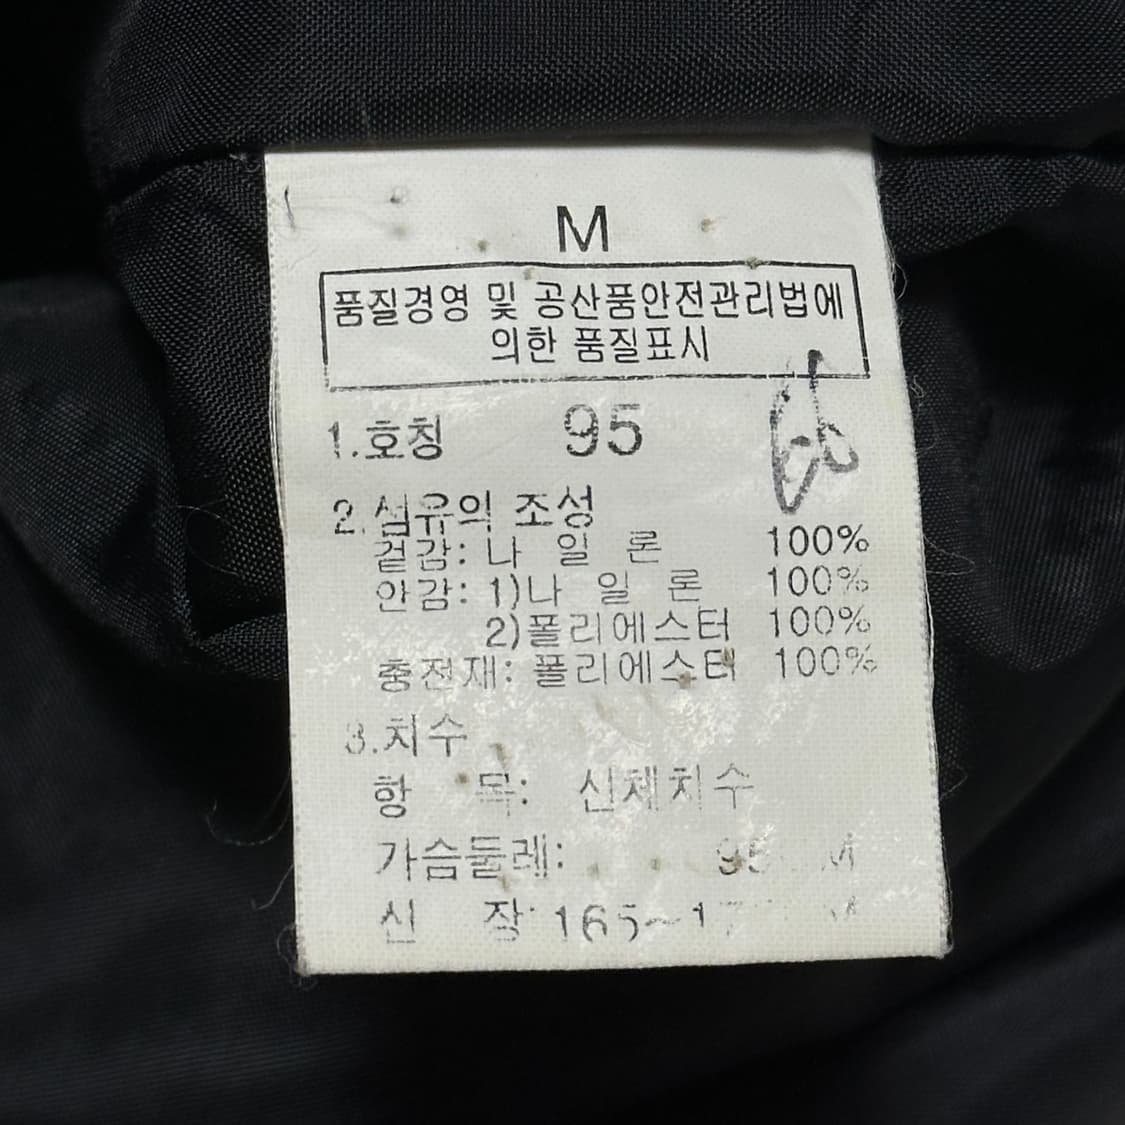 M
품질경영 및 공산품안전관리법에
의한 품질표시
1.호칭 95
2.섬유의 조성
겉감: 나 일 론 100%
안감: 1)나 일 론 100%
2)폴리에스터 100%
충전재: 폴리에스터 100%
3.치수
항 목: 신체치수
가슴둘레:
신 장: